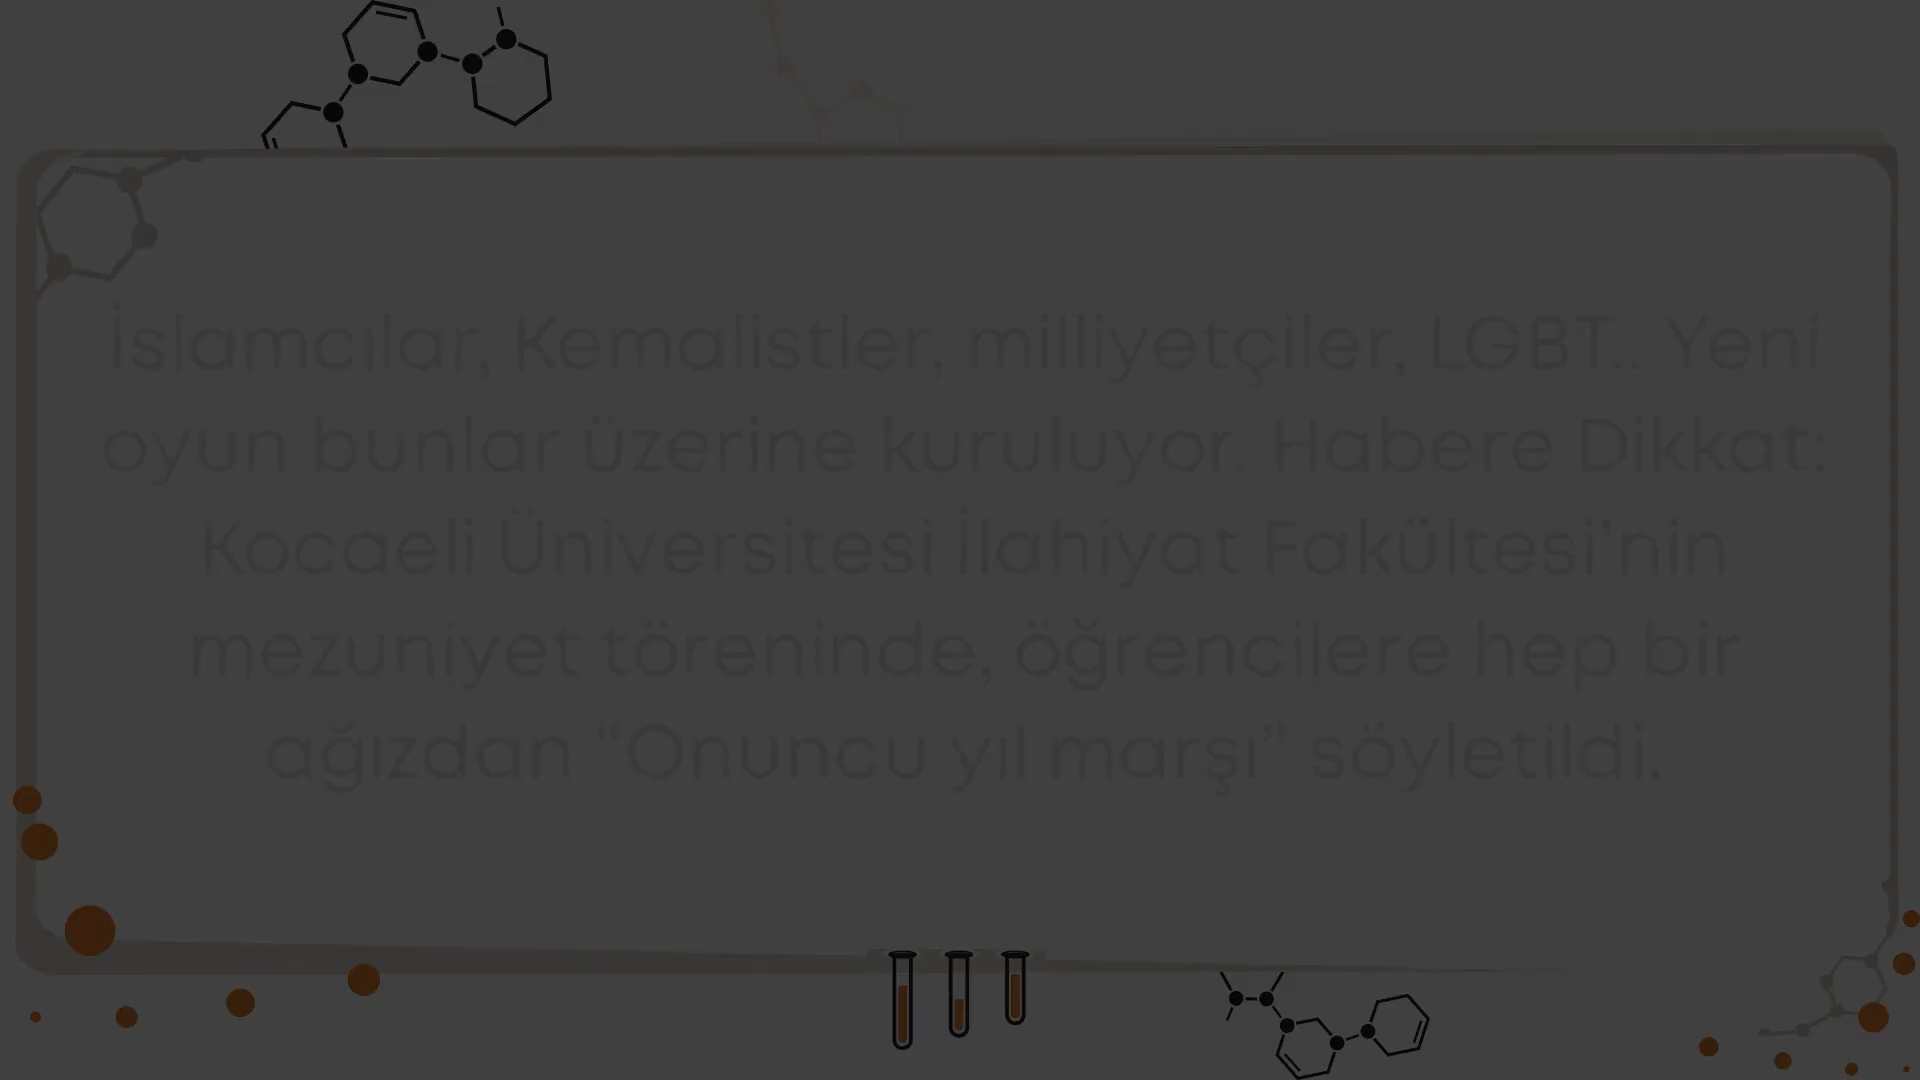 İslamcılar, Kemalistler, milliyetçiler, LGBT.. Yeni
oyun bunlar üzerine kuruluyor. Habere Dikkat:
Kocaeli Üniversitesi İlahiyat Fakültesi'nin
mezuniyet töreninde, öğrencilere hep bir
ağızdan “Onuncu yıl marşı” söyletildi.